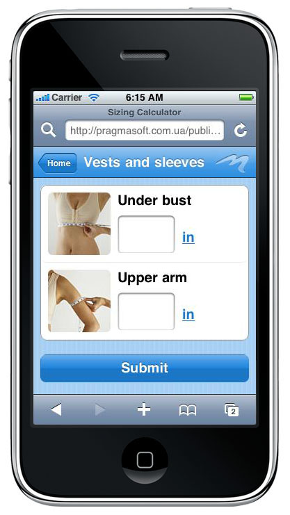 Carrier 6:15 AM
Sizing Calculator
http://pragmasoft.com.ua/publi...
Home Vests and sleeves
Under bust
in
Upper arm
in
Submit
2